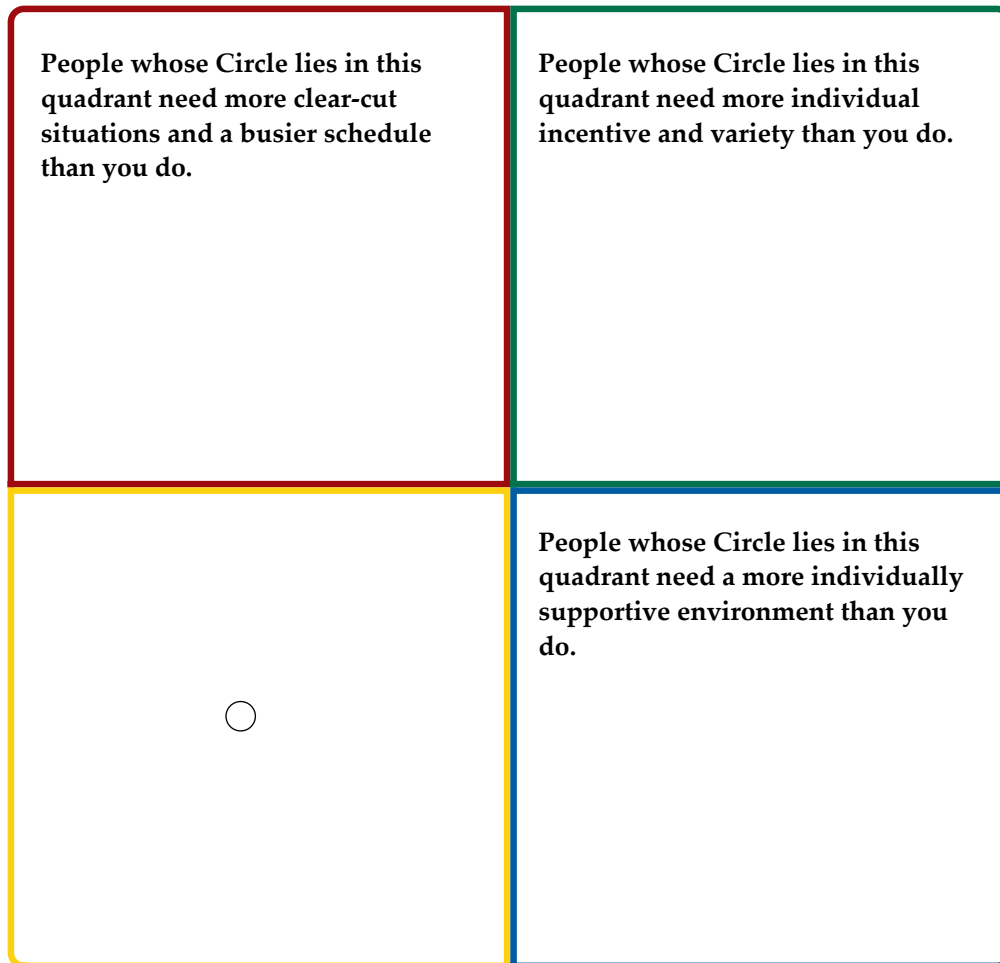 People whose Circle lies in this
quadrant need more clear-cut
situations and a busier schedule
than you do.
People whose Circle lies in this
quadrant need more individual
incentive and variety than you do.
People whose Circle lies in this
quadrant need a more individually
supportive environment than you
do.